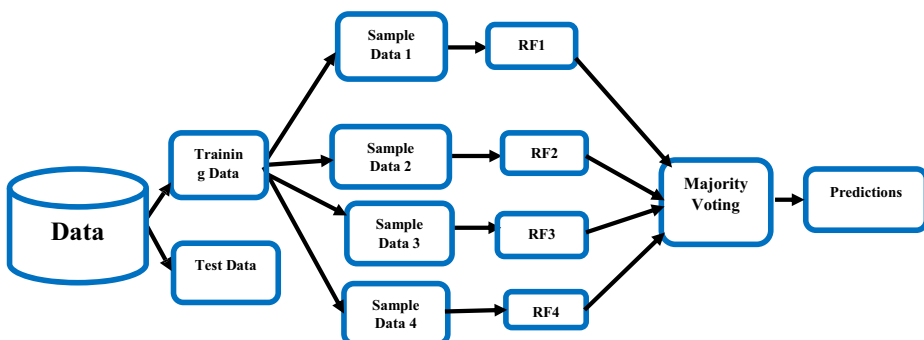 Data
Trainin
g Data
Test Data
Sample
Data 1
Sample
Data 2
Sample
Data 3
Sample
Data 4
RF1
RF2
RF3
RF4
Majority
Voting
Predictions